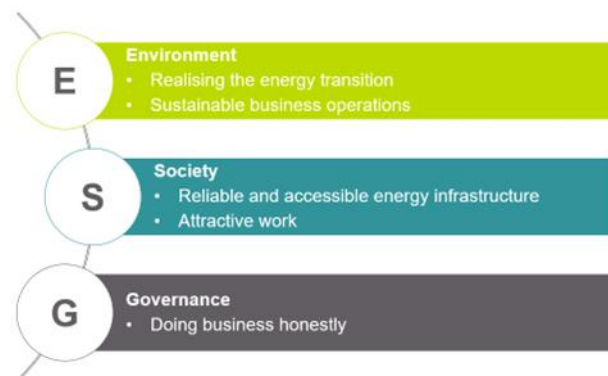 E
Environment
• Realising the energy transition
• Sustainable business operations
S
Society
• Reliable and accessible energy infrastructure
• Attractive work
G
Governance
• Doing business honestly